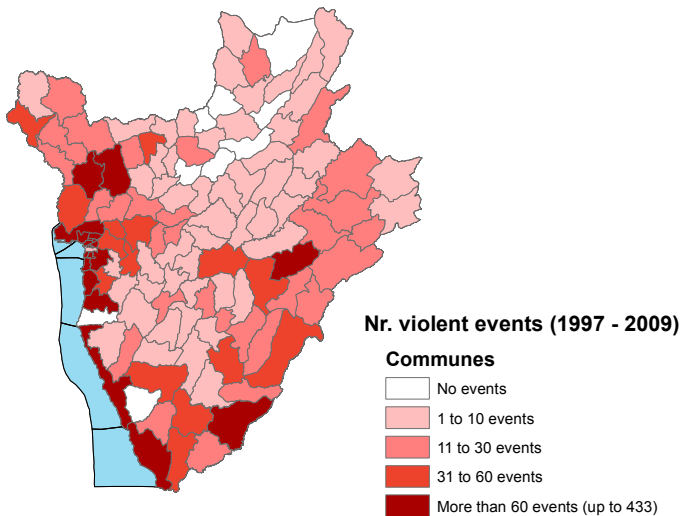 Nr. violent events (1997 - 2009)
Communes
No events
1 to 10 events
11 to 30 events
31 to 60 events
More than 60 events (up to 433)